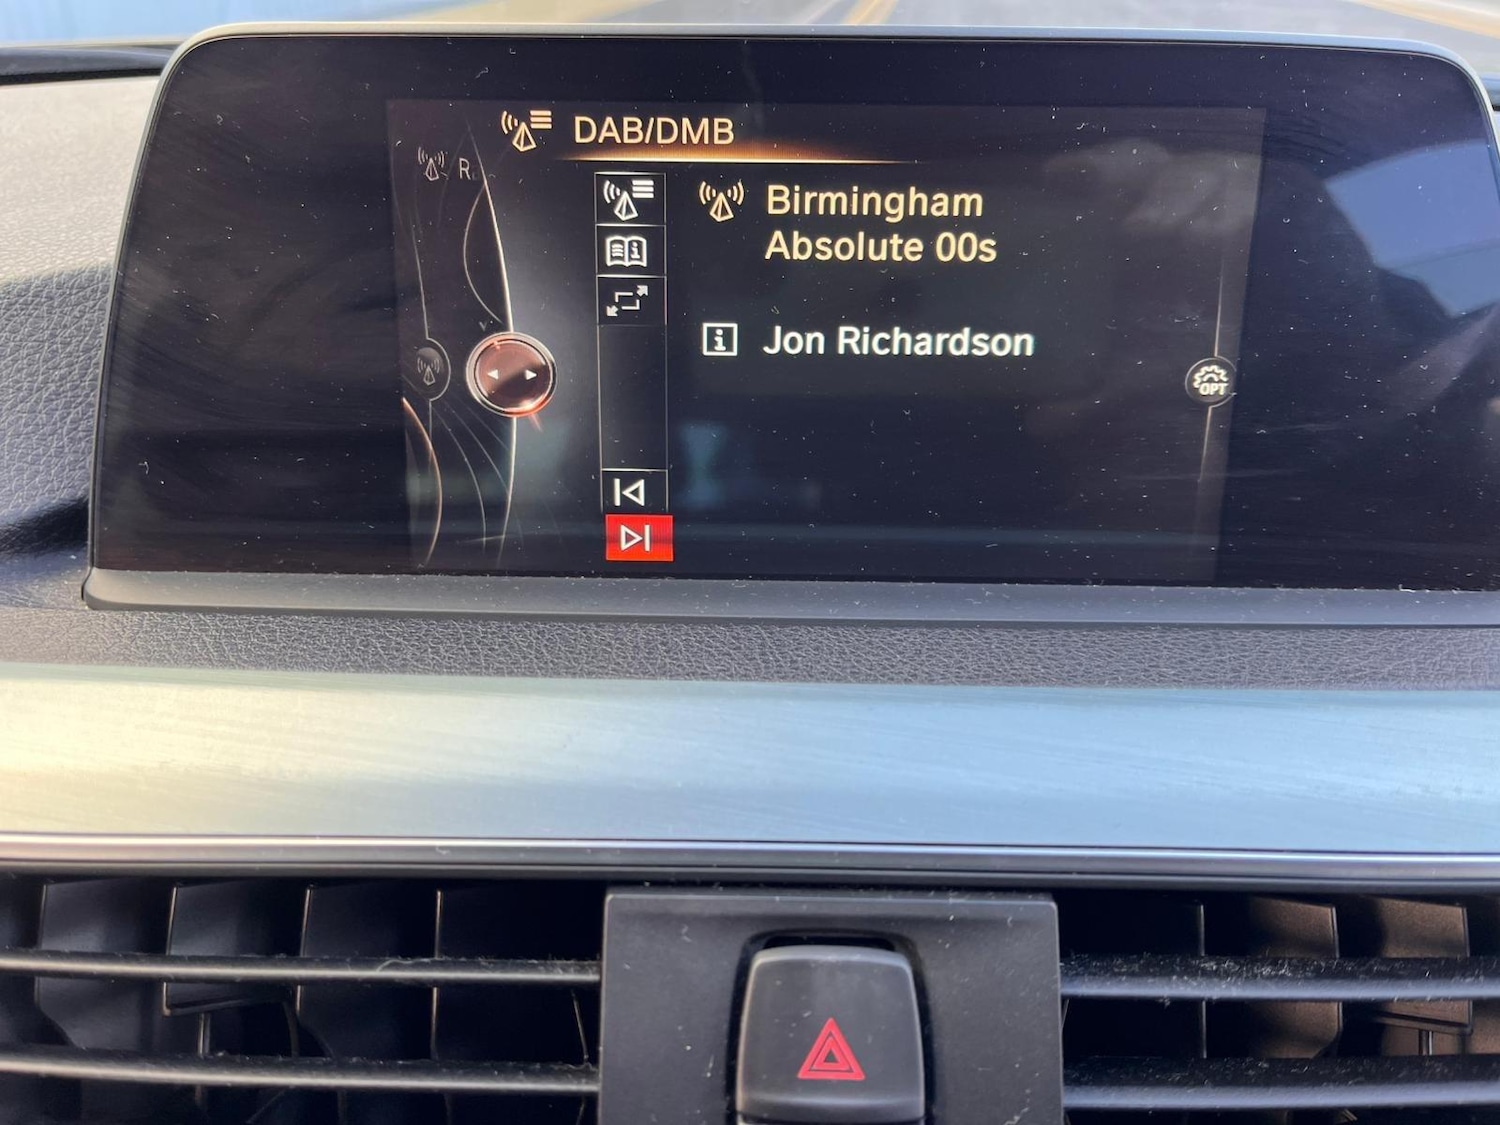 DAB/DMB
R
Birmingham
Absolute 00s
Jon Richardson
OPT